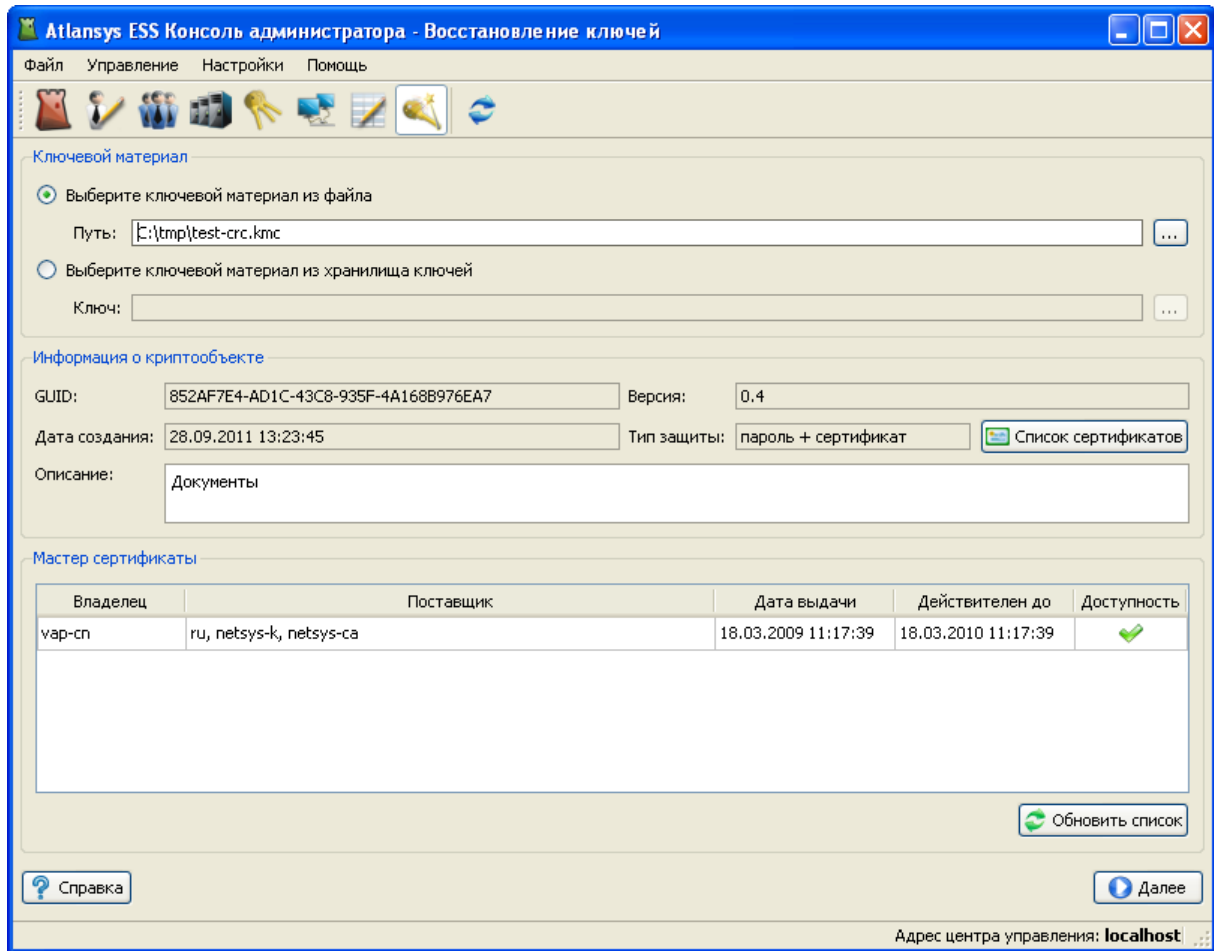 Atlansys ESS Консоль администратора - Восстановление ключей
Файл Управление Настройки Помощь
Ключевой материал
Выберите ключевой материал из файла
Путь: C:\tmp\test-crc.kmc ...
Выберите ключевой материал из хранилища ключей
Ключ: ...
Информация о криптообъекте
GUID: 852AF7E4-AD1C-43C8-935F-4A168B976EA7 Версия: 0.4
Дата создания: 28.09.2011 13:23:45 Тип защиты: пароль + сертификат Список сертификатов
Описание: Документы
Мастер сертификаты
Владелец Поставщик Дата выдачи Действителен до Доступность
vap-cn ru, netsys-k, netsys-ca 18.03.2009 11:17:39 18.03.2010 11:17:39
Обновить список
Справка Далее
Адрес центра управления: localhost